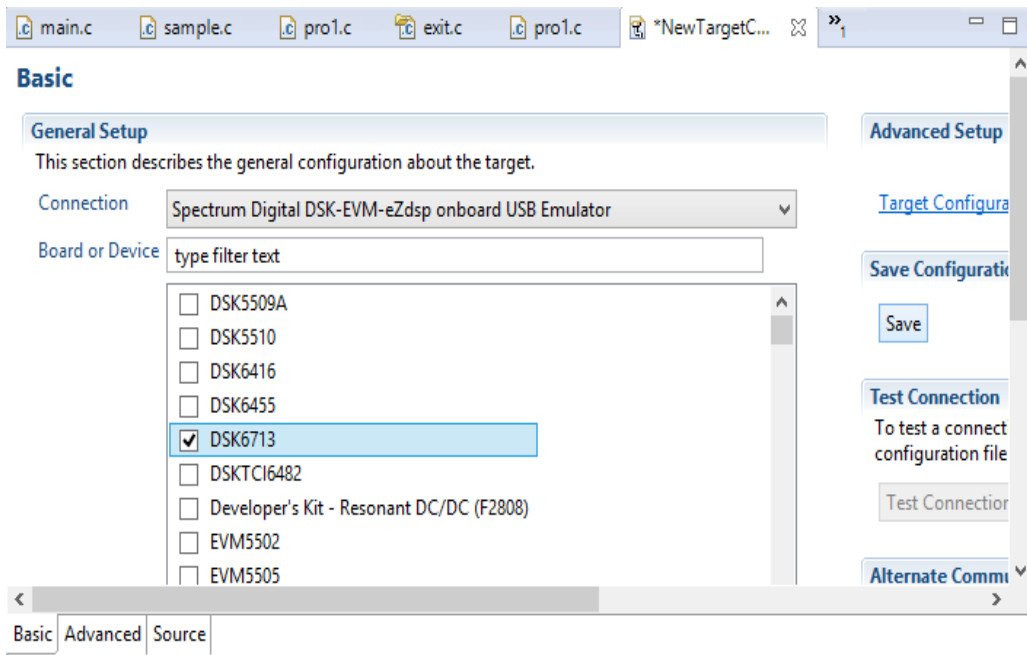 main.c sample.c pro1.c exit.c pro1.c *NewTargetC... »1
Basic
General Setup
This section describes the general configuration about the target.
Connection Spectrum Digital DSK-EVM-eZdsp onboard USB Emulator
Board or Device type filter text
DSK5509A
DSK5510
DSK6416
DSK6455
DSK6713
DSKTCI6482
Developer's Kit - Resonant DC/DC (F2808)
EVM5502
EVM5505
Advanced Setup
Target Configura
Save Configuratio
Save
Test Connection
To test a connect
configuration file
Test Connection
Alternate Commu
Basic Advanced Source